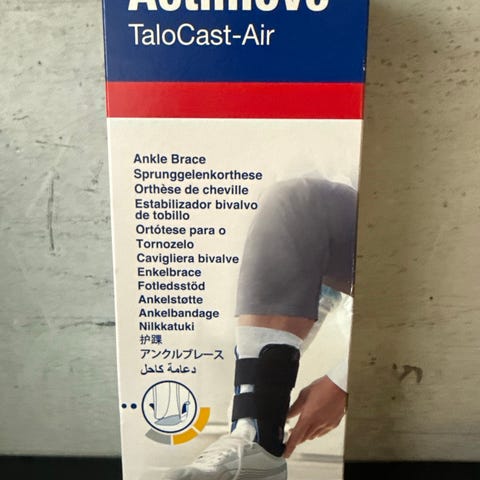 Actimove
TaloCast-Air
Ankle Brace
Sprunggelenkorthese
Orthèse de cheville
Estabilizador bivalvo
de tobillo
Ortótese para o
Tornozelo
Cavigliera bivalve
Enkelbrace
Fotledsstöd
Ankelstøtte
Ankelbandage
Nilkkatuki
护踝
アンクルブレース
دعامة كاحل